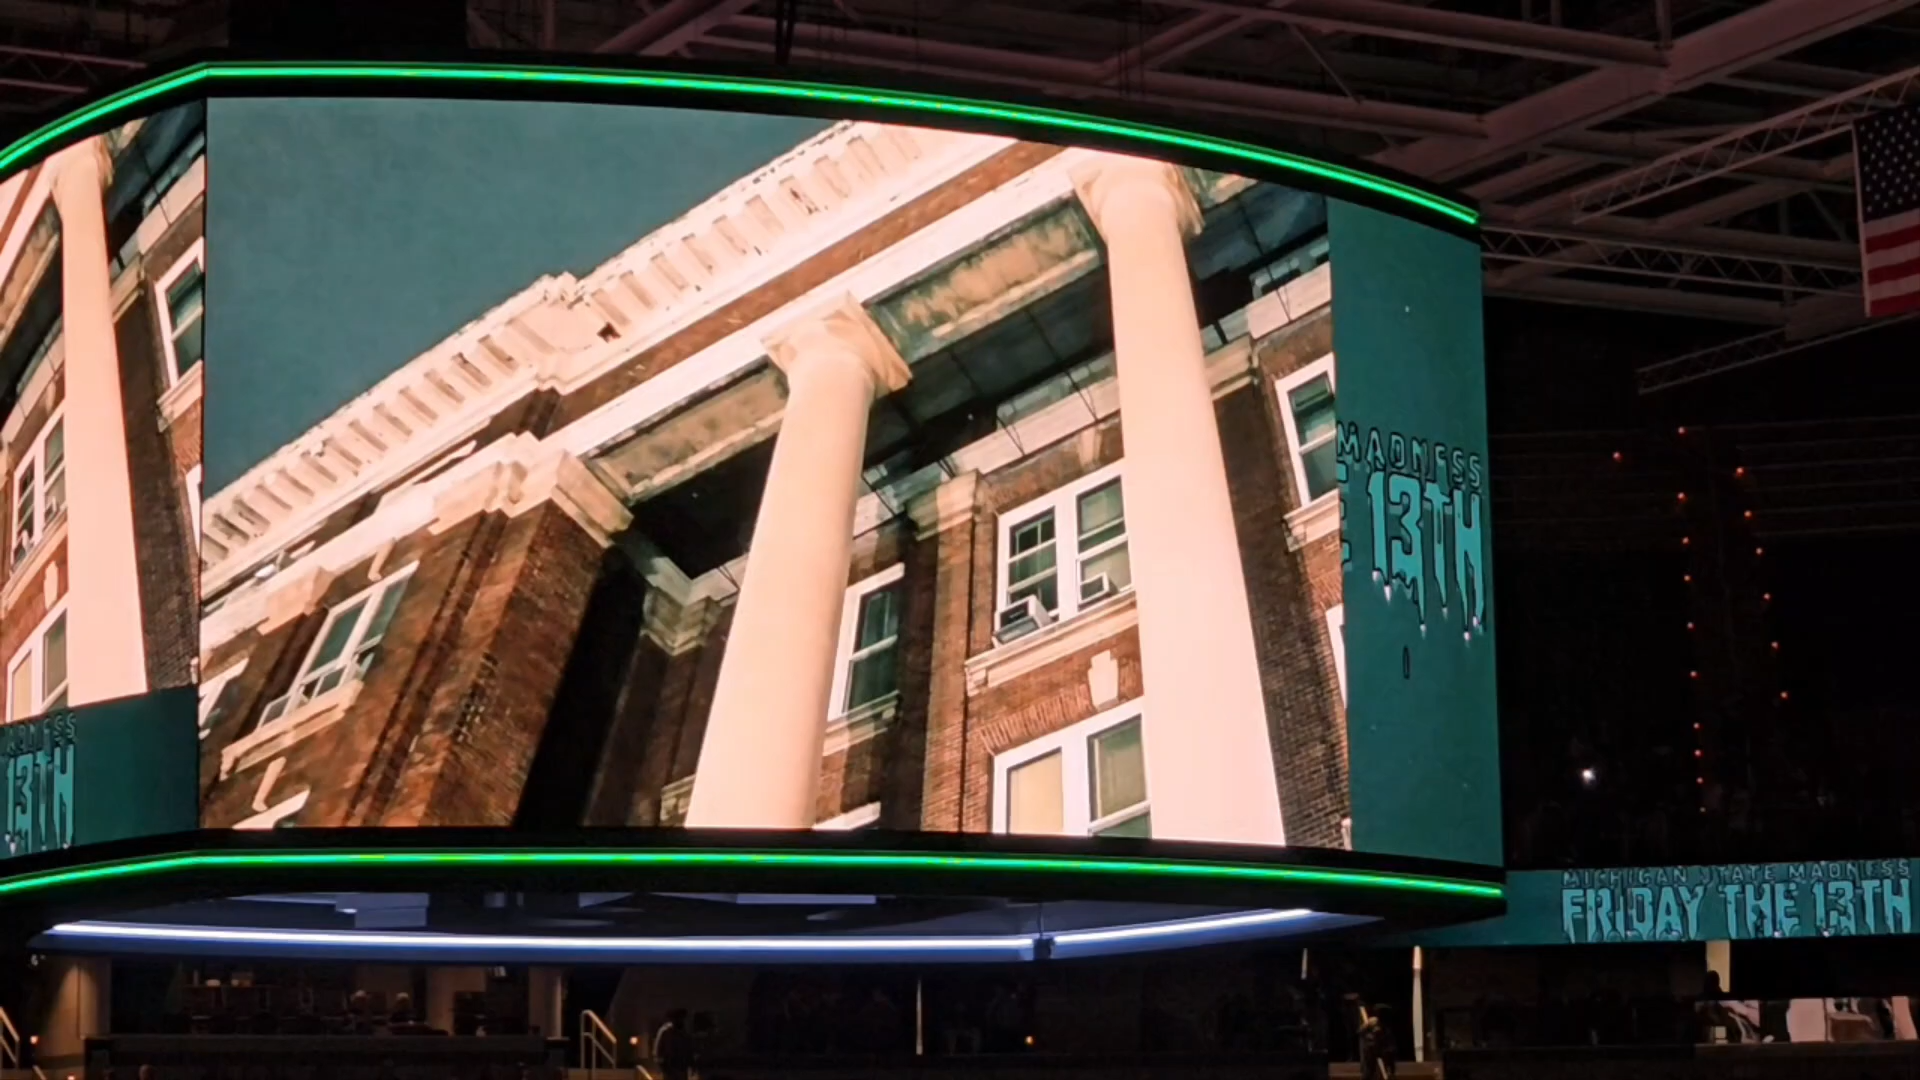 MADNESS
E 13TH
MADNESS
13TH
MICHIGAN STATE MADNESS
FRIDAY THE 13TH